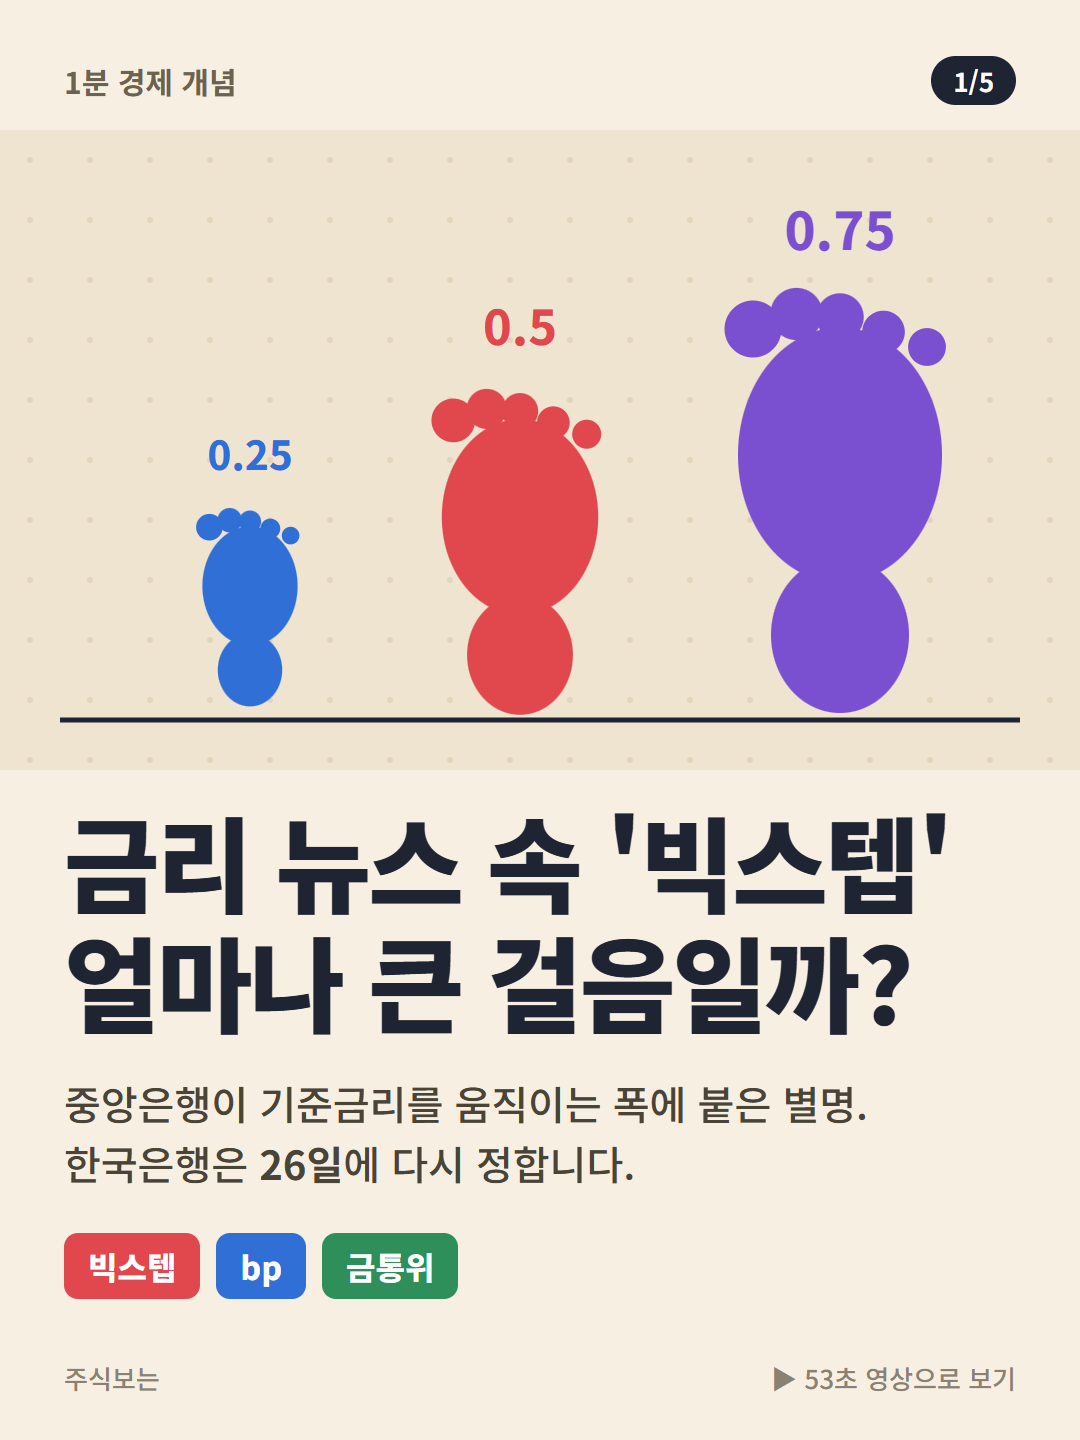 1분 경제 개념
1/5
0.25
0.5
0.75
금리 뉴스 속 '빅스텝'
얼마나 큰 걸음일까?
중앙은행이 기준금리를 움직이는 폭에 붙은 별명.
한국은행은 26일에 다시 정합니다.
빅스텝
bp
금통위
주식보는
▶ 53초 영상으로 보기